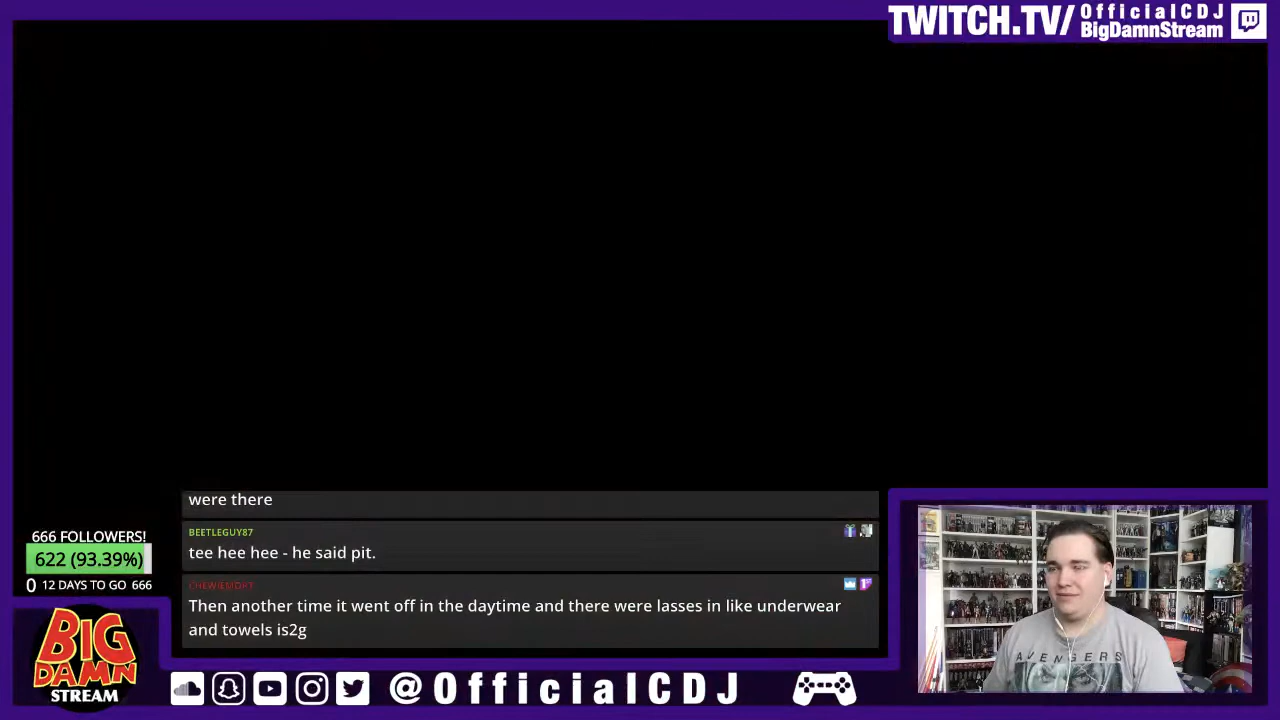 TWITCH.TV/
OfficialCDJ
BigDamnStream
were there
BEETLEGUY87
tee hee hee - he said pit.
Then another time it went off in the daytime and there were lasses in like underwear
and towels is2g
666 FOLLOWERS!
622 (93.39%)
0 12 DAYS TO GO 666
BIG
DAMN
STREAM
@OfficialCDJ
AVENGERS